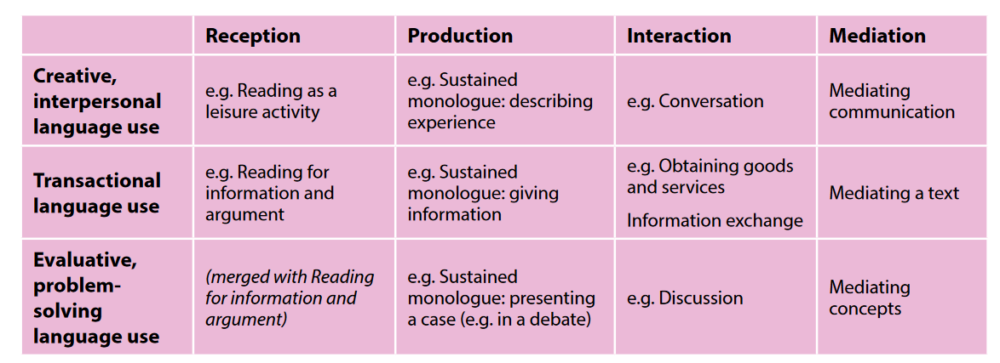 Reception
Production
Interaction
Mediation
Creative,
interpersonal
language use
e.g. Reading as a
leisure activity
e.g. Sustained
monologue: describing
experience
e.g. Conversation
Mediating
communication
Transactional
language use
e.g. Reading for
information and
argument
e.g. Sustained
monologue: giving
information
e.g. Obtaining goods
and services
Information exchange
Mediating a text
Evaluative,
problem-
solving
language use
(merged with Reading
for information and
argument)
e.g. Sustained
monologue: presenting
a case (e.g. in a debate)
e.g. Discussion
Mediating
concepts